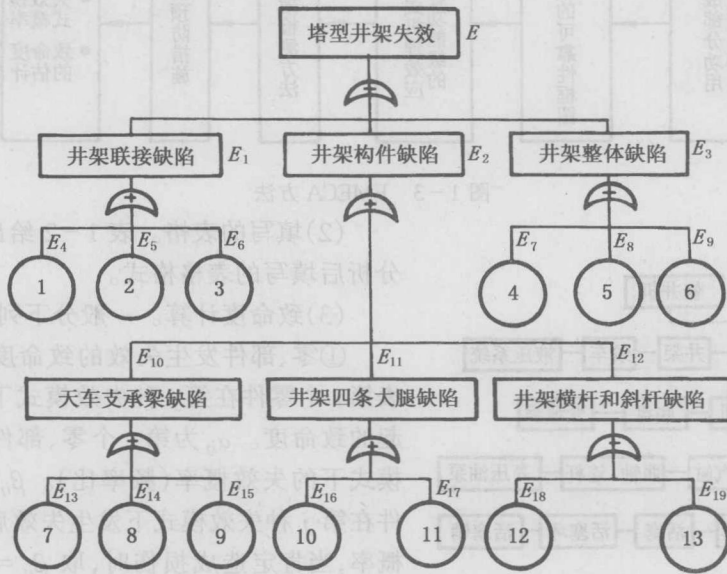 塔型井架失效 E
井架联接缺陷 E1 井架构件缺陷 E2 井架整体缺陷 E3
E4 E5 E6 E7 E8 E9
1 2 3 4 5 6
E10 E11 E12
天车支承梁缺陷 井架四条大腿缺陷 井架横杆和斜杆缺陷
E13 E14 E15 E16 E17 E18 E19
7 8 9 10 11 12 13